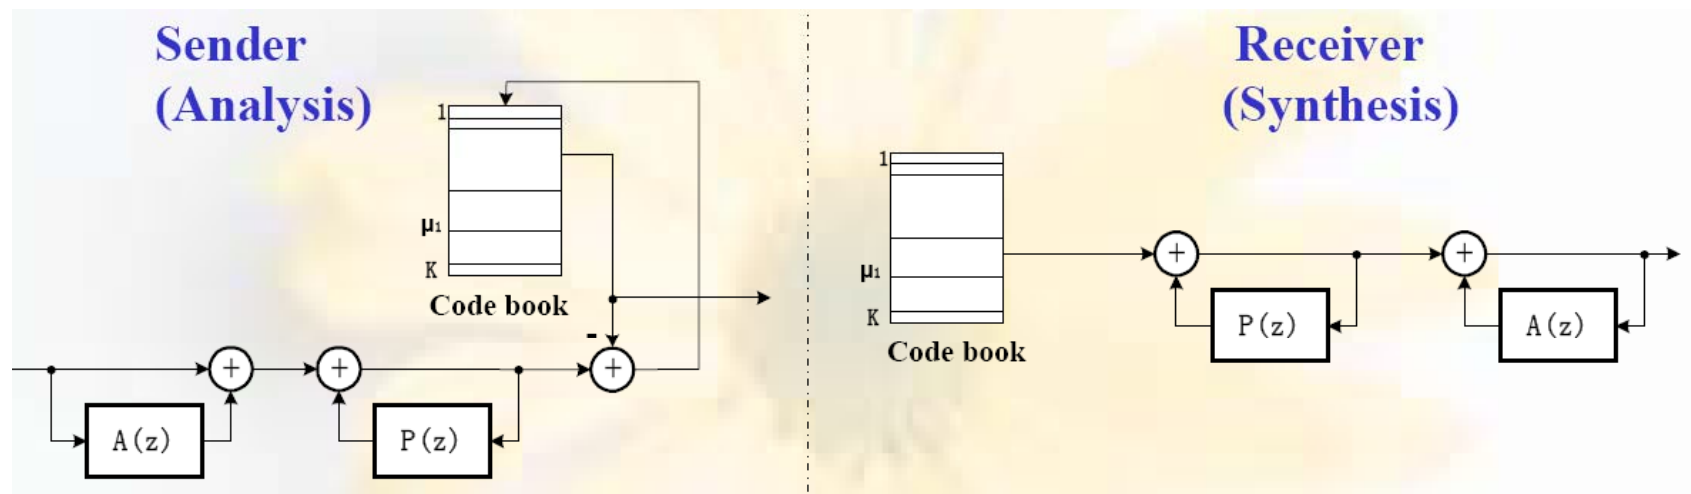 Sender
(Analysis)
1
μ₁
K
Code book
-
+
+
+
A(z)
P(z)
Receiver
(Synthesis)
1
μ₁
K
Code book
+
+
P(z)
A(z)